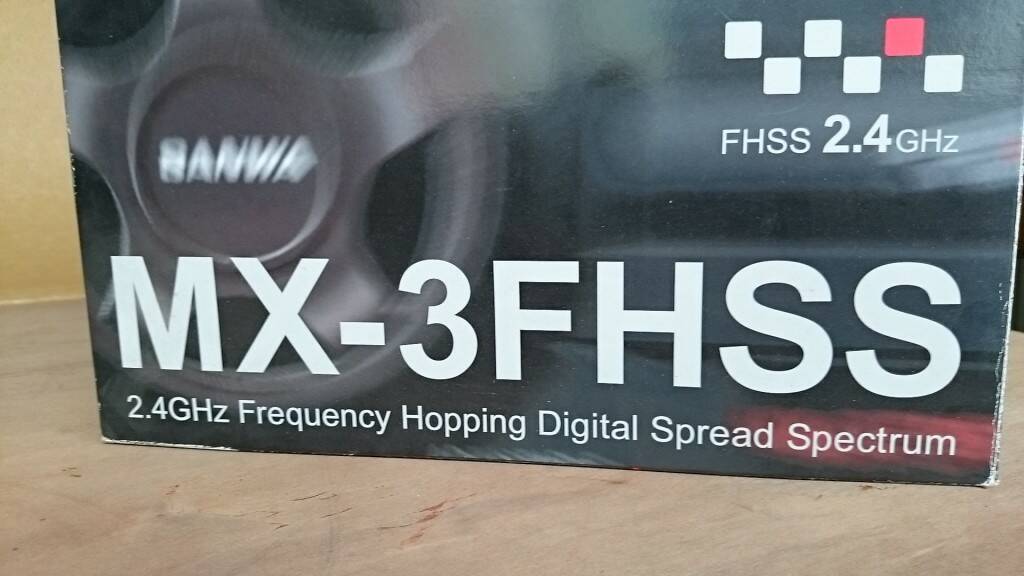 SANWA
FHSS 2.4GHz
MX-3FHSS
2.4GHz Frequency Hopping Digital Spread Spectrum